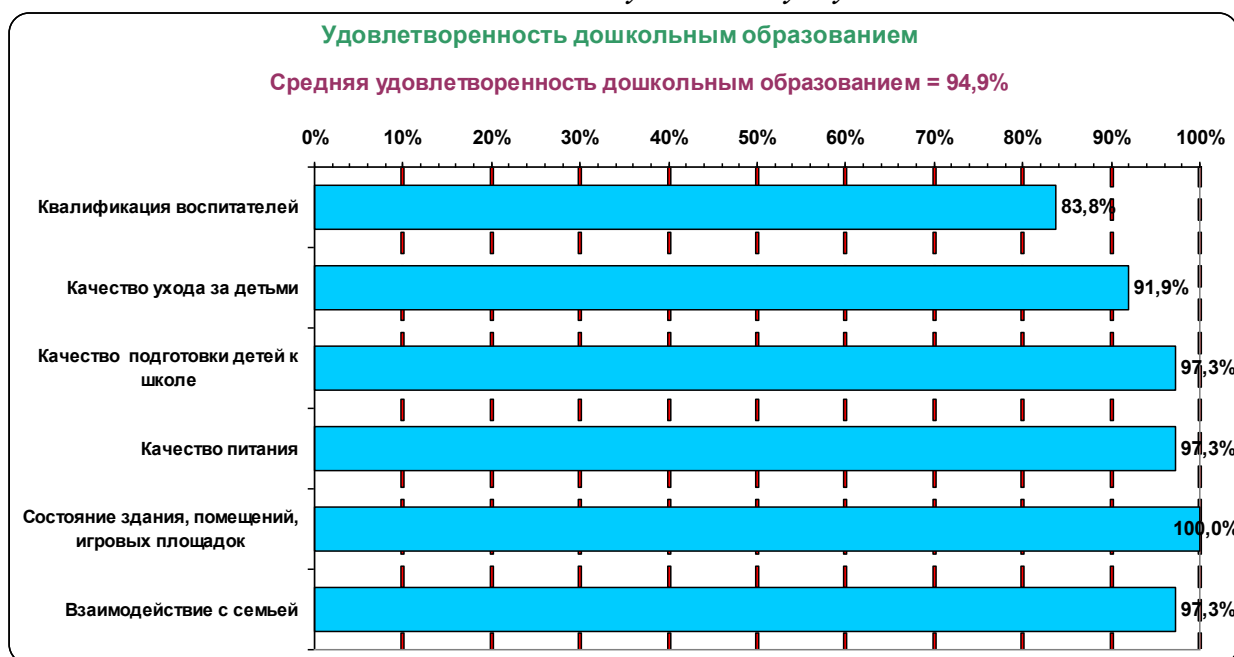 Удовлетворенность дошкольным образованием
Средняя удовлетворенность дошкольным образованием = 94,9%
0% 10% 20% 30% 40% 50% 60% 70% 80% 90% 100%
Квалификация воспитателей 83,8%
Качество ухода за детьми 91,9%
Качество подготовки детей к
школе 97,3%
Качество питания 97,3%
Состояние здания, помещений,
игровых площадок 100,0%
Взаимодействие с семьей 97,3%